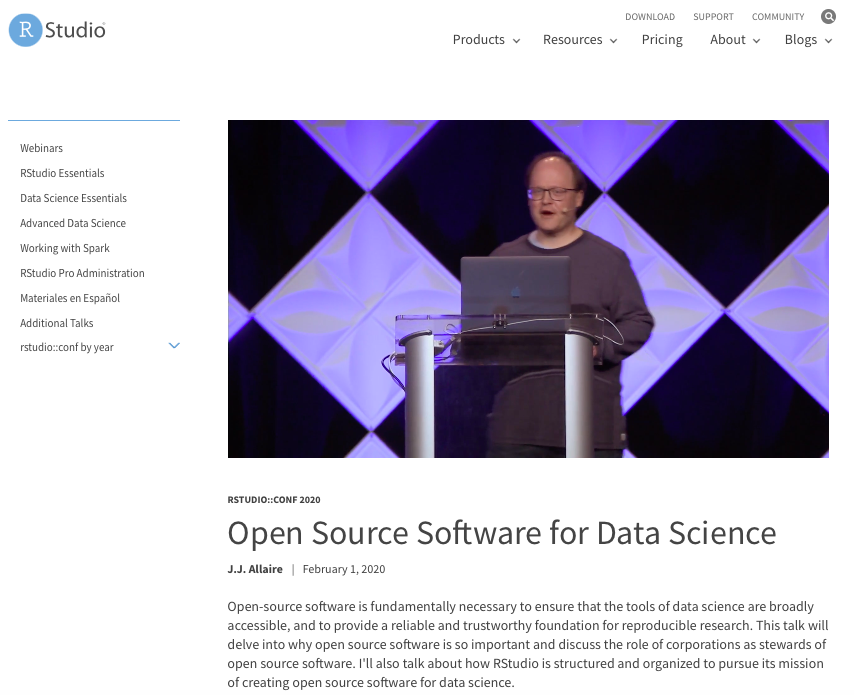 R Studio
DOWNLOAD SUPPORT COMMUNITY
Products Resources Pricing About Blogs
Webinars
RStudio Essentials
Data Science Essentials
Advanced Data Science
Working with Spark
RStudio Pro Administration
Materiales en Español
Additional Talks
rstudio::conf by year
RSTUDIO::CONF 2020
Open Source Software for Data Science
J.J. Allaire | February 1, 2020
Open-source software is fundamentally necessary to ensure that the tools of data science are broadly
accessible, and to provide a reliable and trustworthy foundation for reproducible research. This talk will
delve into why open source software is so important and discuss the role of corporations as stewards of
open source software. I'll also talk about how RStudio is structured and organized to pursue its mission
of creating open source software for data science.